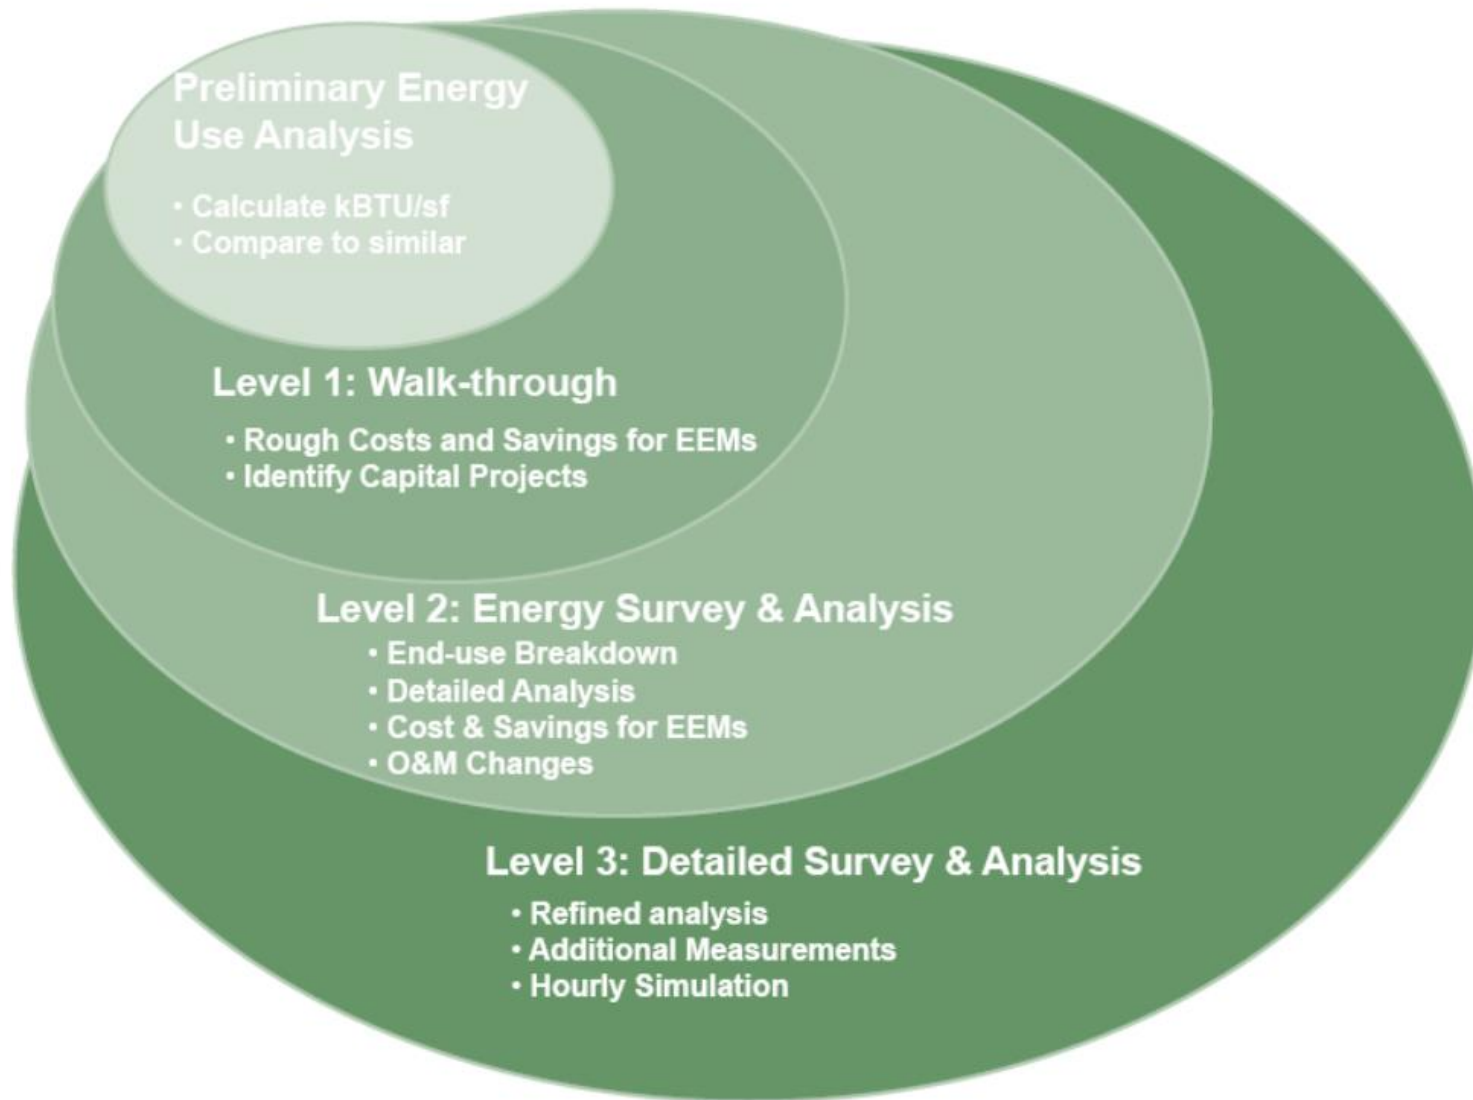 Preliminary Energy
Use Analysis
• Calculate kBTU/sf
• Compare to similar
Level 1: Walk-through
• Rough Costs and Savings for EEMs
• Identify Capital Projects
Level 2: Energy Survey & Analysis
• End-use Breakdown
• Detailed Analysis
• Cost & Savings for EEMs
• O&M Changes
Level 3: Detailed Survey & Analysis
• Refined analysis
• Additional Measurements
• Hourly Simulation